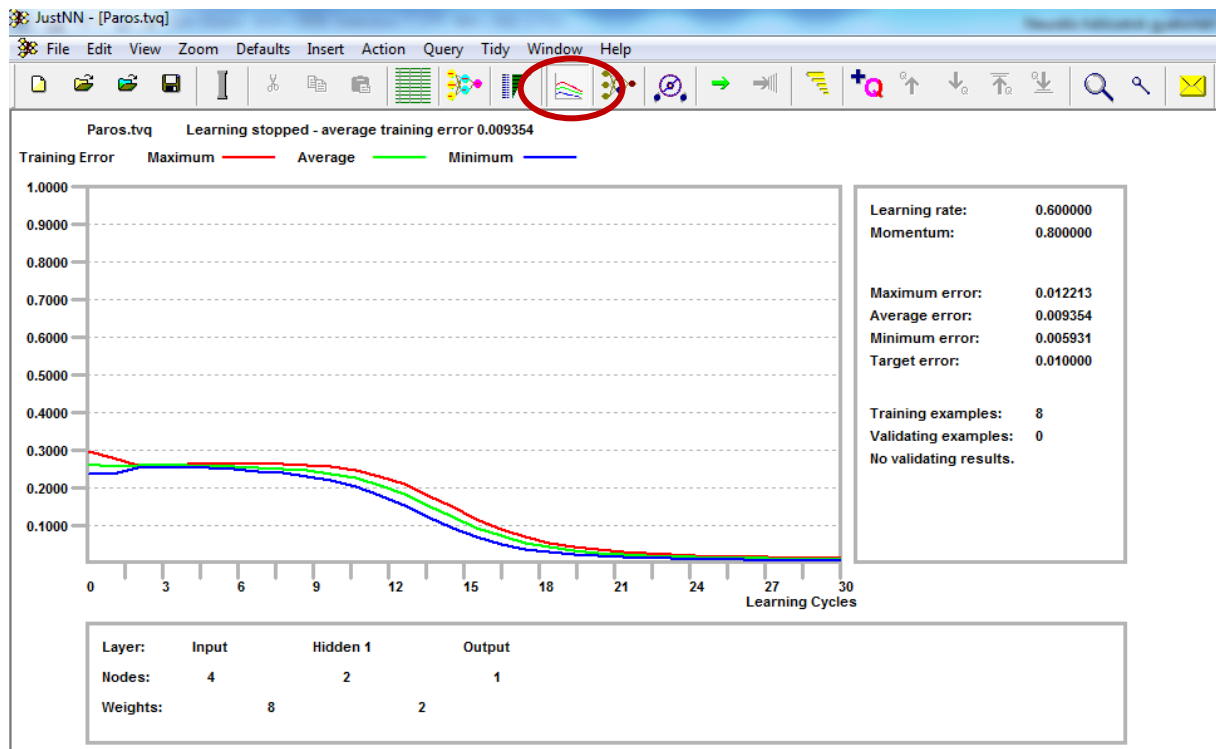 JustNN - [Paros.tvq]
File Edit View Zoom Defaults Insert Action Query Tidy Window Help
Paros.tvq Learning stopped - average training error 0.009354
Training Error Maximum Average Minimum
1.0000
0.9000
0.8000
0.7000
0.6000
0.5000
0.4000
0.3000
0.2000
0.1000
0 3 6 9 12 15 18 21 24 27 30
Learning Cycles
Learning rate: 0.600000
Momentum: 0.800000
Maximum error: 0.012213
Average error: 0.009354
Minimum error: 0.005931
Target error: 0.010000
Training examples: 8
Validating examples: 0
No validating results.
Layer: Input Hidden 1 Output
Nodes: 4 2 1
Weights: 8 2